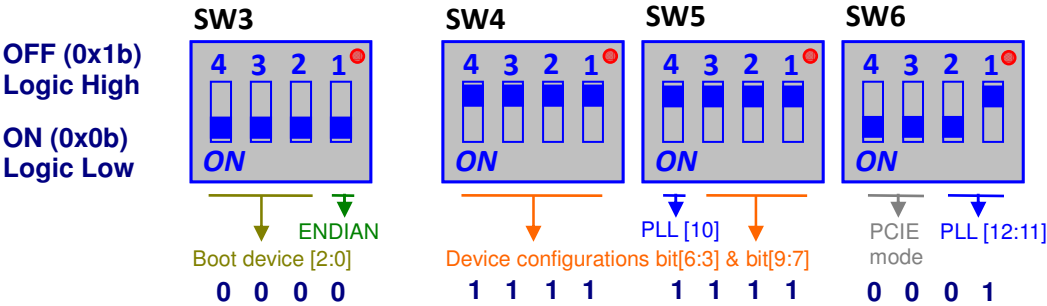 SW3 SW4 SW5 SW6
OFF (0x1b)
Logic High
4 3 2 1 4 3 2 1 4 3 2 1 4 3 2 1
ON (0x0b)
Logic Low
ON ON ON ON
ENDIAN PLL [10] PCIE mode PLL [12:11]
Boot device [2:0] Device configurations bit[6:3] & bit[9:7]
0 0 0 0 1 1 1 1 1 1 1 1 0 0 0 1